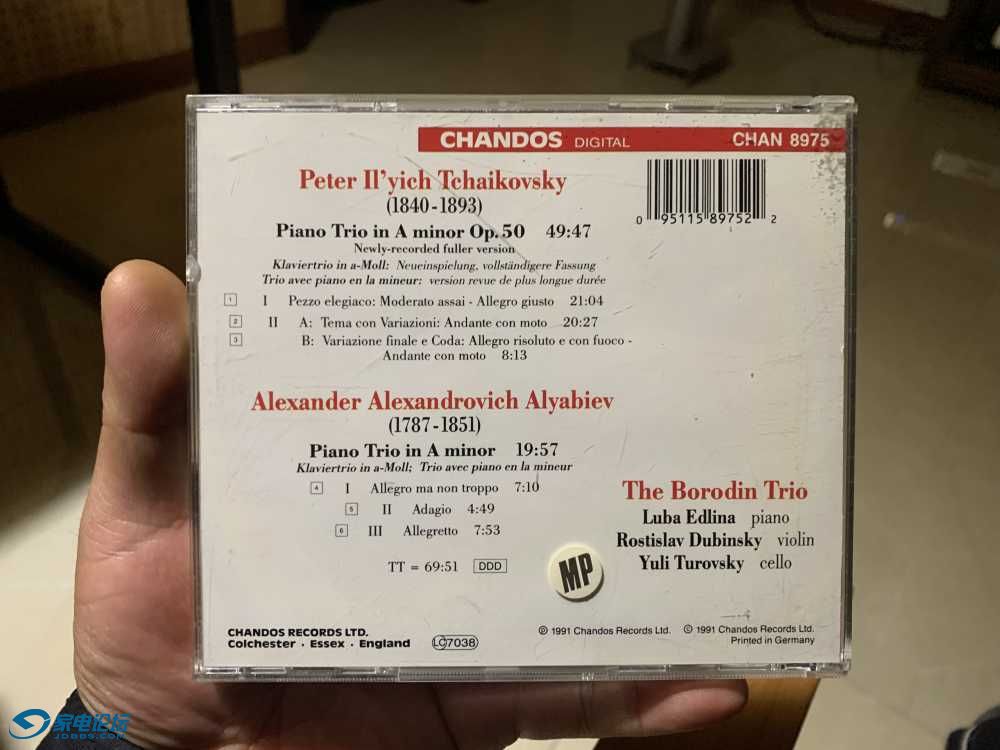 CHANDOS DIGITAL CHAN 8975
Peter Il'yich Tchaikovsky
(1840-1893)
0 95115 89752 2
Piano Trio in A minor Op. 50 49:47
Newly-recorded fuller version
Klaviertrio in a-Moll: Neueinspielung, vollständigere Fassung
Trio avec piano en la mineur: version revue de plus longue durée
1 I Pezzo elegiaco: Moderato assai - Allegro giusto 21:04
2 II A: Tema con Variazioni: Andante con moto 20:27
3 B: Variazione finale e Coda: Allegro risoluto e con fuoco -
Andante con moto 8:13
Alexander Alexandrovich Alyabiev
(1787-1851)
Piano Trio in A minor 19:57
Klaviertrio in a-Moll; Trio avec piano en la mineur
4 I Allegro ma non troppo 7:10
5 II Adagio 4:49
6 III Allegretto 7:53
TT = 69:51 DDD
The Borodin Trio
Luba Edlina piano
Rostislav Dubinsky violin
Yuli Turovsky cello
MP
CHANDOS RECORDS LTD.
Colchester · Essex · England
LC7038
℗ 1991 Chandos Records Ltd. © 1991 Chandos Records Ltd.
Printed in Germany
家电论坛
JDBBS.COM